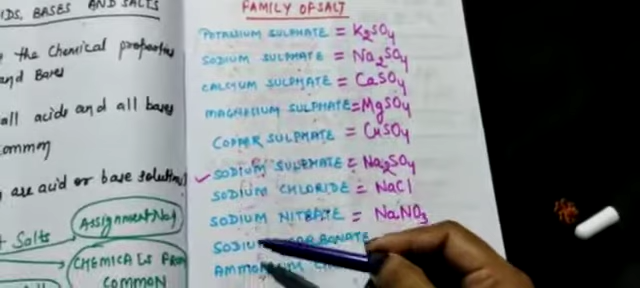 IDS, BASES AND SALTS
the Chemical properties
and Bases
all acids and all bases
common
are acid or base solution
Salts
Assignment No 1
CHEMICALS FROM
COMMON
FAMILY OF SALT
POTASSIUM SULPHATE = K2SO4
SODIUM SULPHATE = Na2SO4
CALCIUM SULPHATE = CaSO4
MAGNESIUM SULPHATE = MgSO4
COPPER SULPHATE = CuSO4
✓ SODIUM SULPHATE = Na2SO4
SODIUM CHLORIDE = NaCl
SODIUM NITRATE = NaNO3